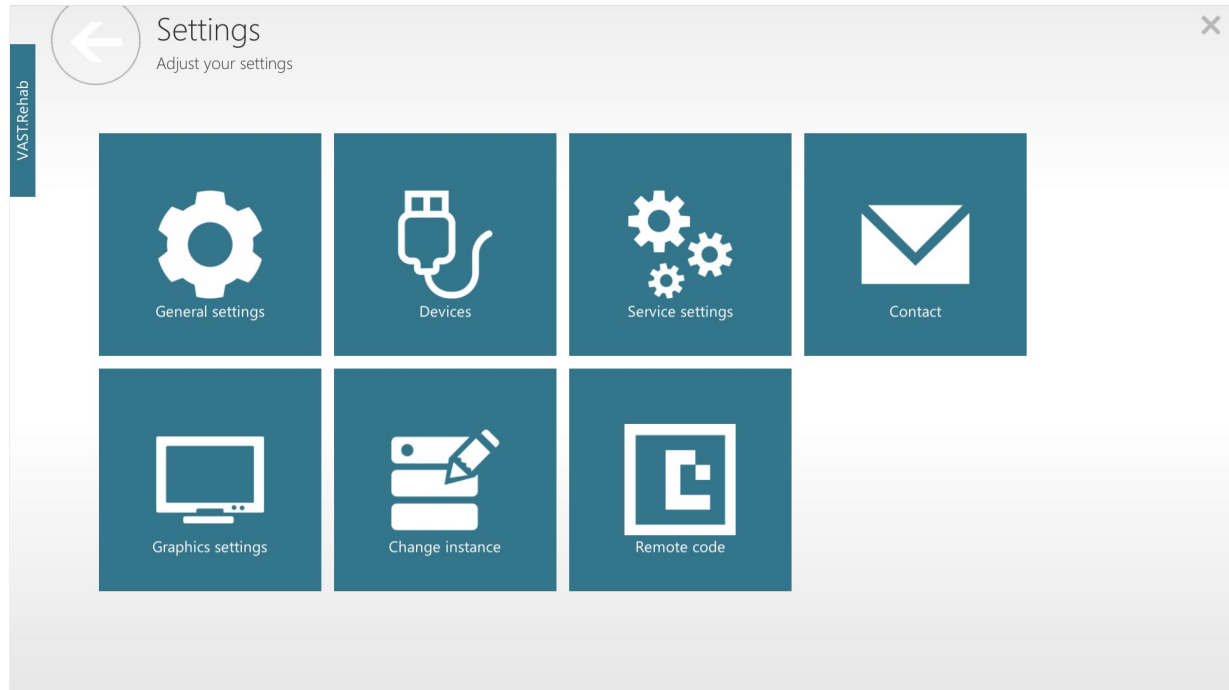 Settings
Adjust your settings
VAST.Rehab
General settings
Devices
Service settings
Contact
Graphics settings
Change instance
Remote code